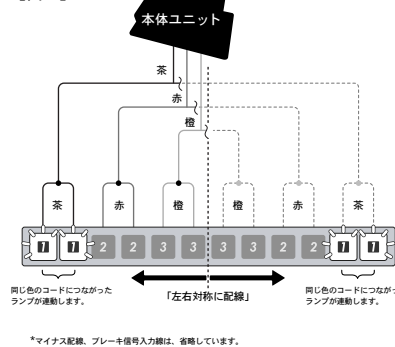 本体ユニット
茶
赤
橙
茶 赤 橙 橙 赤 茶
1 1 2 2 3 3 3 3 2 2 1 1
同じ色のコードにつながった
ランプが連動します。
「左右対称に配線」
同じ色のコードにつながっ
ランプが連動します。
*マイナス配線、ブレーキ信号入力線は、省略しています。